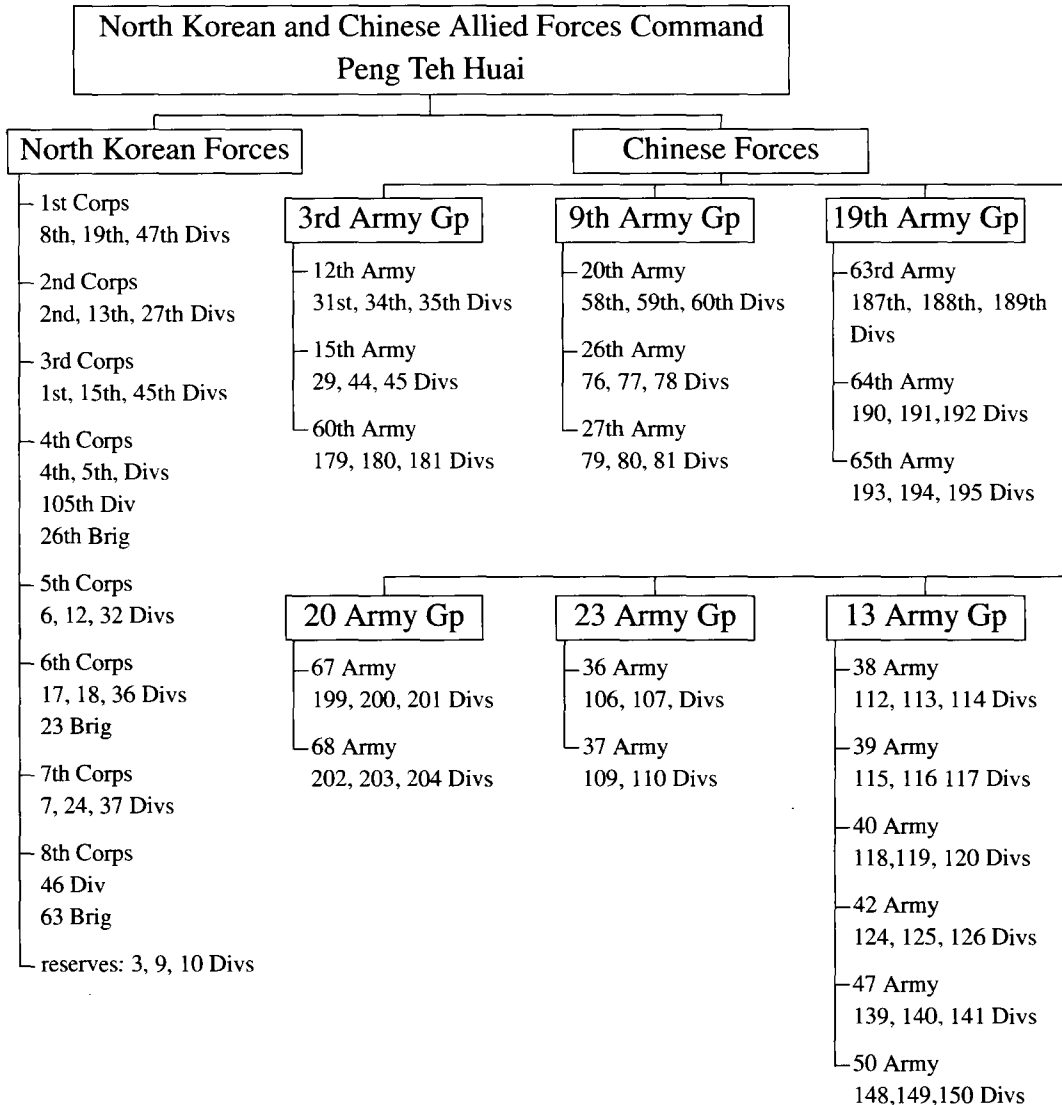 North Korean and Chinese Allied Forces Command
Peng Teh Huai
North Korean Forces
1st Corps
8th, 19th, 47th Divs
2nd Corps
2nd, 13th, 27th Divs
3rd Corps
1st, 15th, 45th Divs
4th Corps
4th, 5th, Divs
105th Div
26th Brig
5th Corps
6, 12, 32 Divs
6th Corps
17, 18, 36 Divs
23 Brig
7th Corps
7, 24, 37 Divs
8th Corps
46 Div
63 Brig
reserves: 3, 9, 10 Divs
Chinese Forces
3rd Army Gp
12th Army
31st, 34th, 35th Divs
15th Army
29, 44, 45 Divs
60th Army
179, 180, 181 Divs
9th Army Gp
20th Army
58th, 59th, 60th Divs
26th Army
76, 77, 78 Divs
27th Army
79, 80, 81 Divs
19th Army Gp
63rd Army
187th, 188th, 189th
Divs
64th Army
190, 191,192 Divs
65th Army
193, 194, 195 Divs
20 Army Gp
67 Army
199, 200, 201 Divs
68 Army
202, 203, 204 Divs
23 Army Gp
36 Army
106, 107, Divs
37 Army
109, 110 Divs
13 Army Gp
38 Army
112, 113, 114 Divs
39 Army
115, 116 117 Divs
40 Army
118,119, 120 Divs
42 Army
124, 125, 126 Divs
47 Army
139, 140, 141 Divs
50 Army
148,149,150 Divs